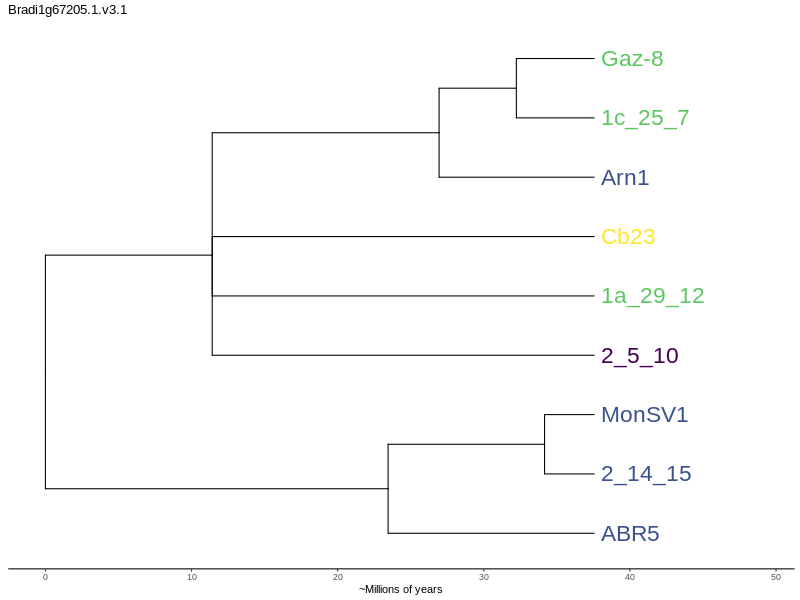 Bradi1g67205.1.v3.1
Gaz-8
1c_25_7
Arn1
Cb23
1a_29_12
2_5_10
MonSV1
2_14_15
ABR5
0 10 20 30 40 50
~Millions of years